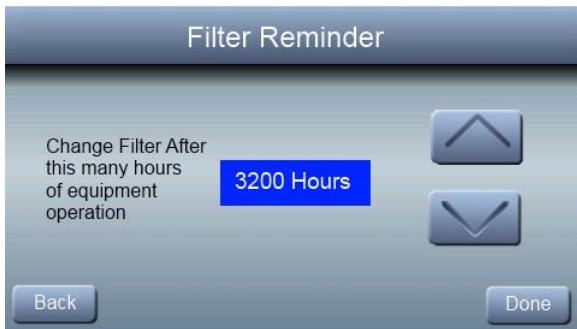 Filter Reminder
Change Filter After
this many hours
of equipment
operation
3200 Hours
Back
Done